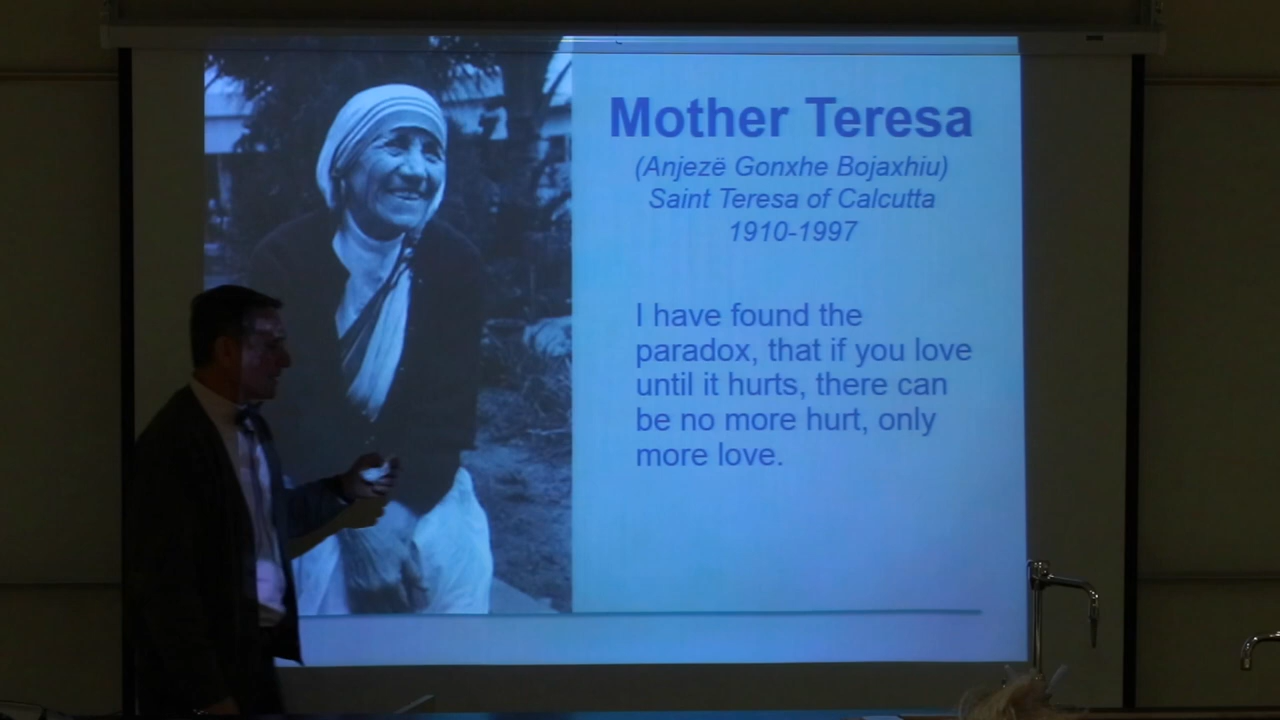 Mother Teresa
(Anjezë Gonxhe Bojaxhiu)
Saint Teresa of Calcutta
1910-1997
I have found the
paradox, that if you love
until it hurts, there can
be no more hurt, only
more love.